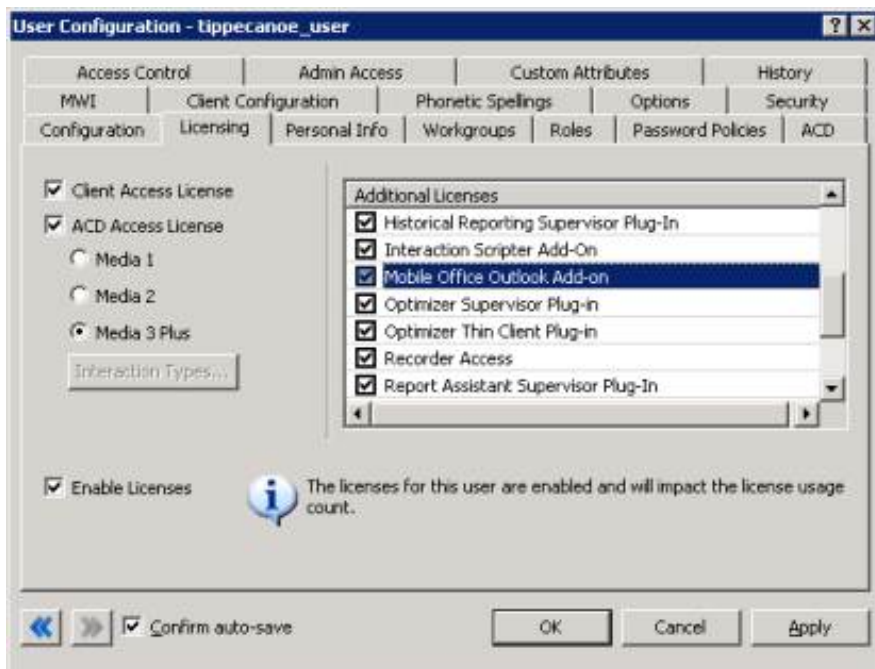 User Configuration - tippecanoe_user
Access Control Admin Access Custom Attributes History
MWI Client Configuration Phonetic Spellings Options Security
Configuration Licensing Personal Info Workgroups Roles Password Policies ACD
Client Access License
ACD Access License
Media 1
Media 2
Media 3 Plus
Interaction Types...
Additional Licenses
Historical Reporting Supervisor Plug-In
Interaction Scripter Add-On
Mobile Office Outlook Add-on
Optimizer Supervisor Plug-in
Optimizer Thin Client Plug-in
Recorder Access
Report Assistant Supervisor Plug-In
Enable Licenses
The licenses for this user are enabled and will impact the license usage
count.
Confirm auto-save
OK Cancel Apply